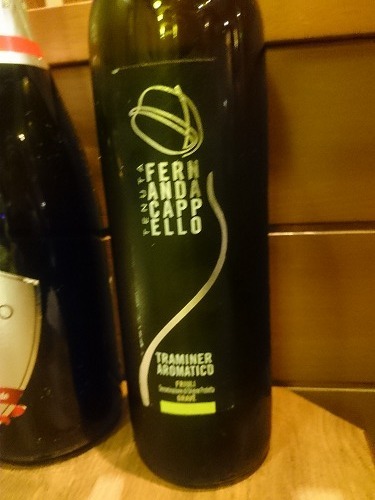 TENUTA
FERN
ANDA
CAPP
ELLO
TRAMINER
AROMATICO
FRIULI
GRAVE